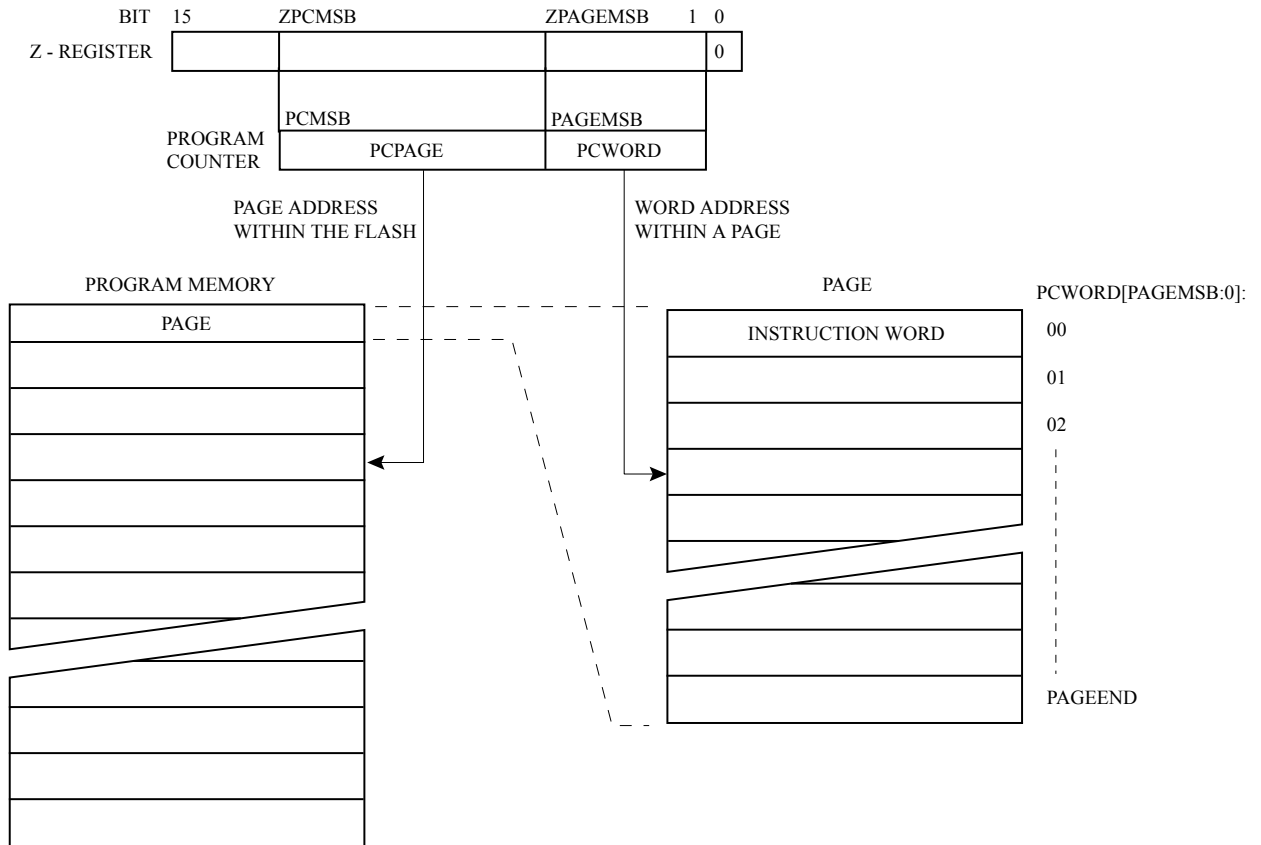 BIT 15 ZPCMSB ZPAGEMSB 1 0
Z - REGISTER 0
PCMSB PAGEMSB
PROGRAM
COUNTER
PCPAGE PCWORD
PAGE ADDRESS
WITHIN THE FLASH
WORD ADDRESS
WITHIN A PAGE
PROGRAM MEMORY
PAGE
PAGE
PCWORD[PAGEMSB:0]:
INSTRUCTION WORD 00
01
02
PAGEEND